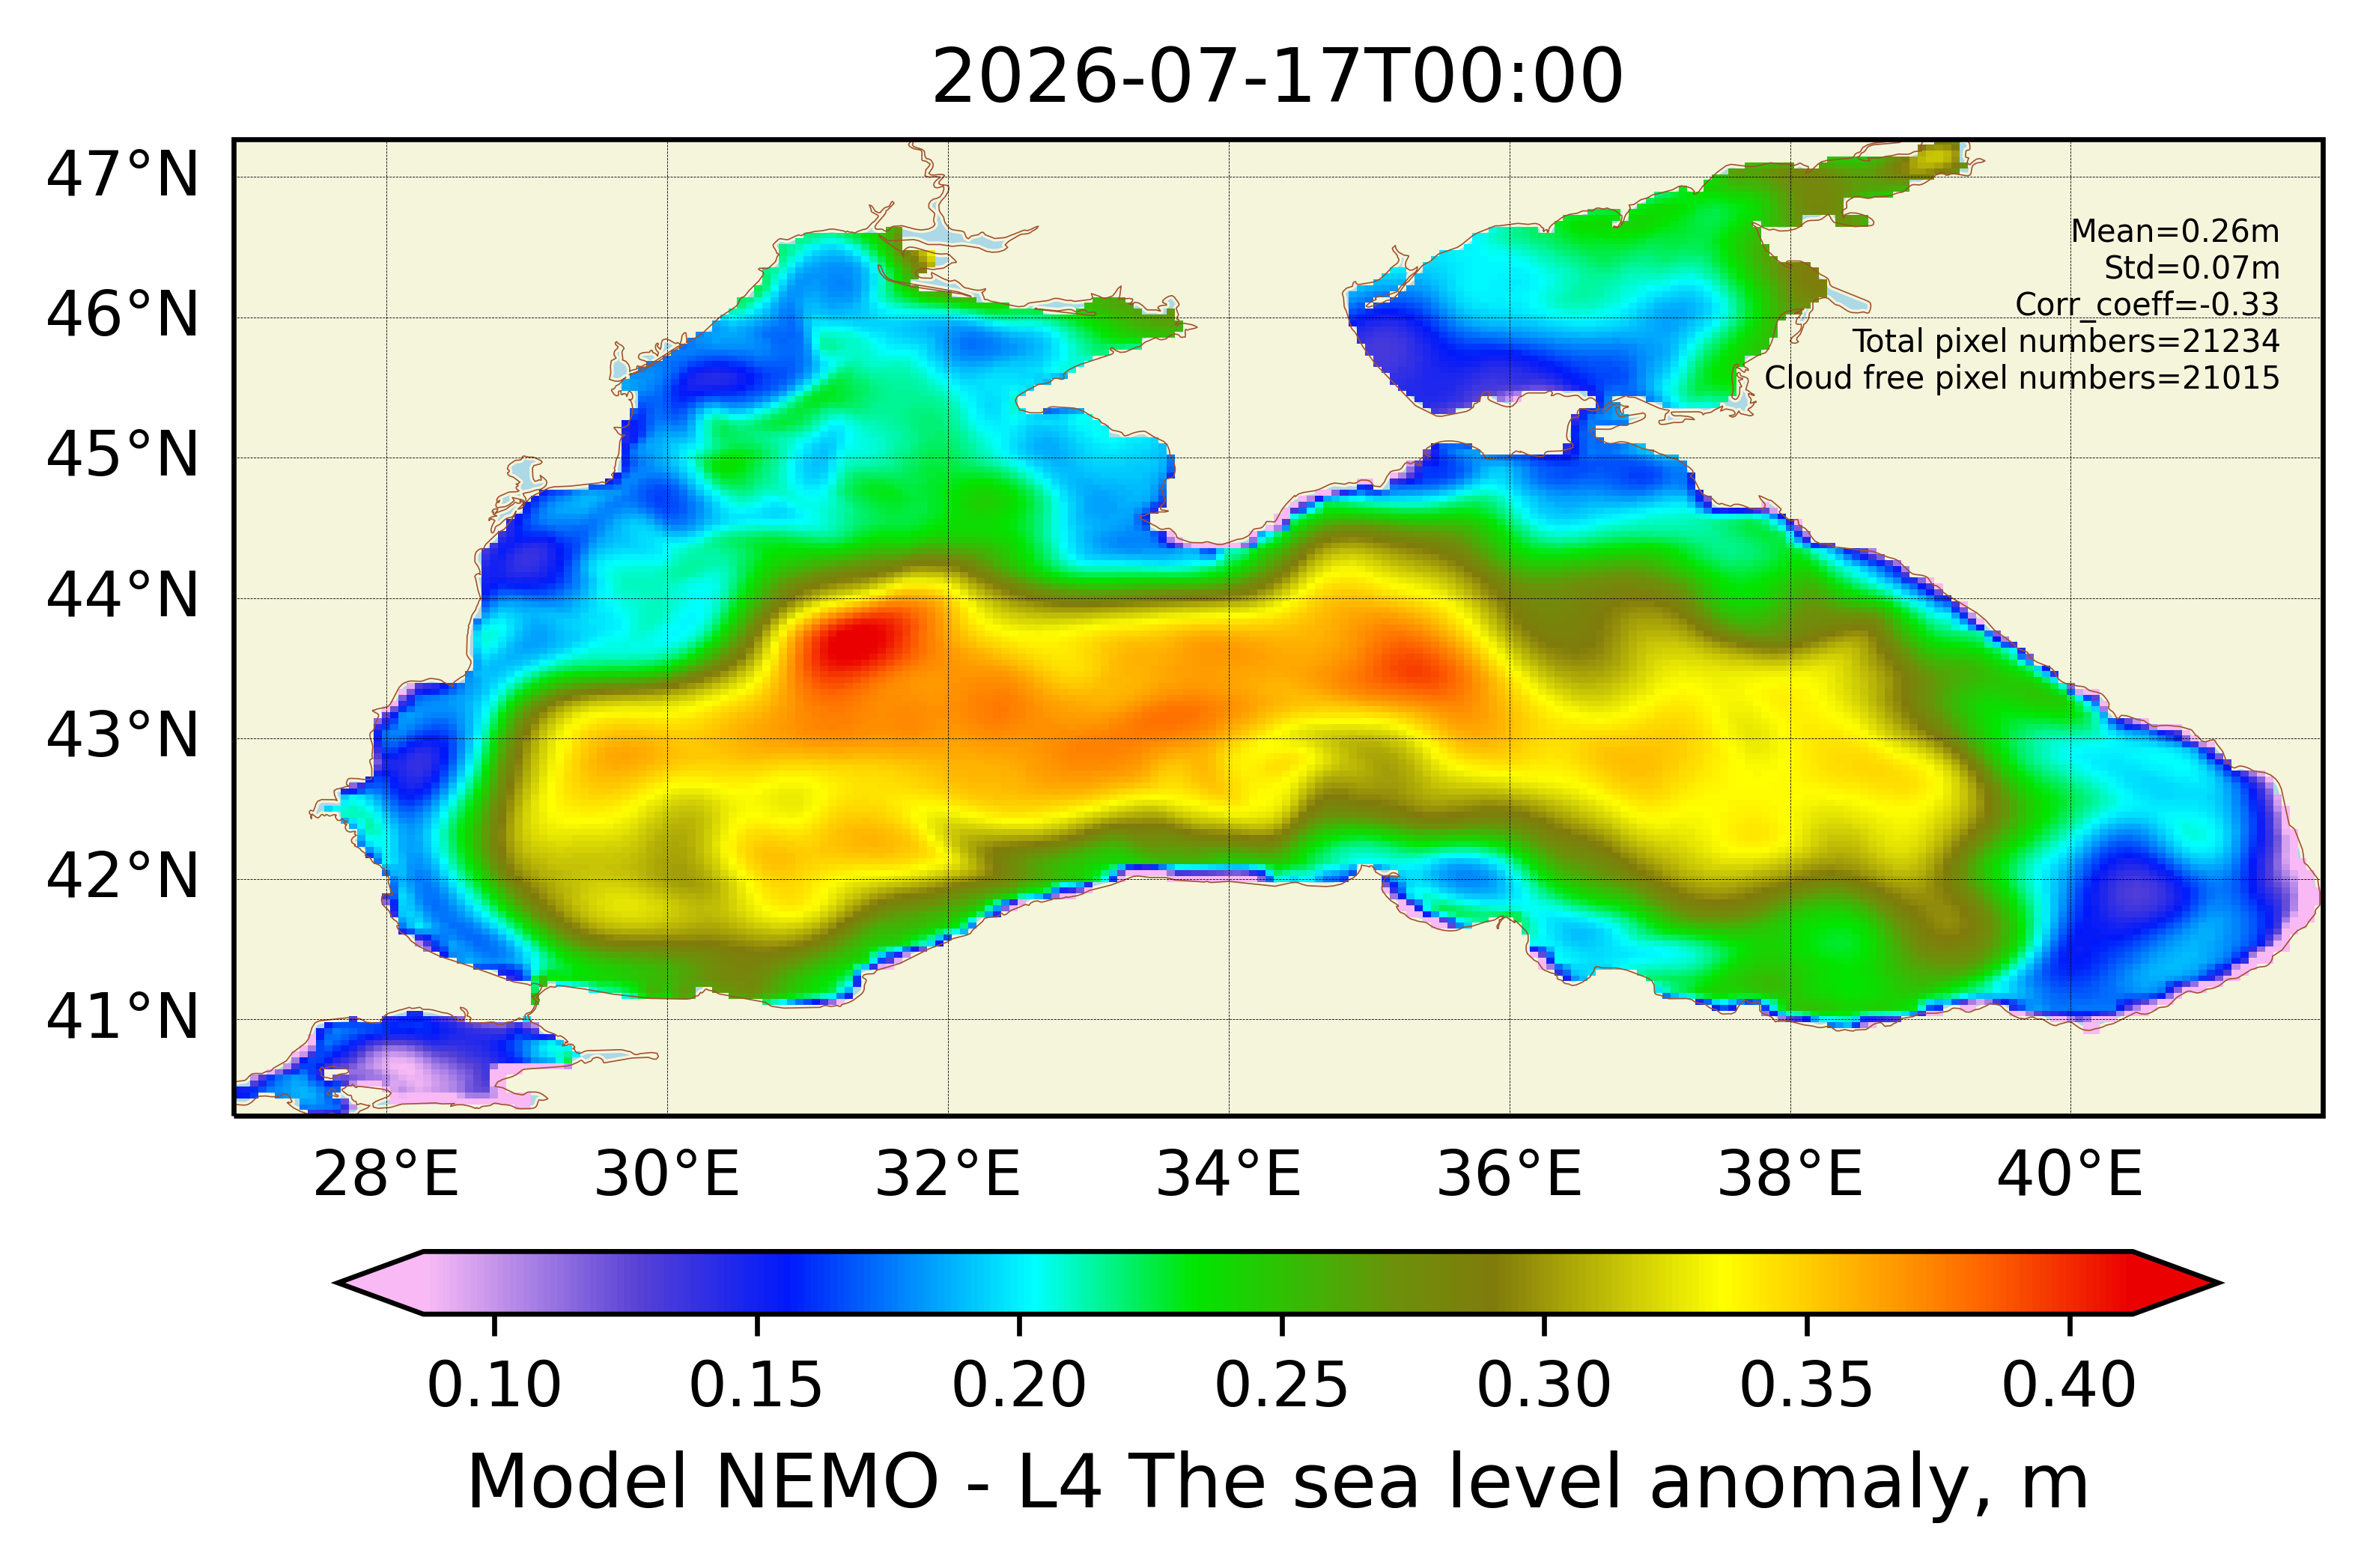 2026-07-17T00:00
47°N
46°N
45°N
44°N
43°N
42°N
41°N
Mean=0.26m
Std=0.07m
Corr_coeff=-0.33
Total pixel numbers=21234
Cloud free pixel numbers=21015
28°E 30°E 32°E 34°E 36°E 38°E 40°E
0.10 0.15 0.20 0.25 0.30 0.35 0.40
Model NEMO - L4 The sea level anomaly, m